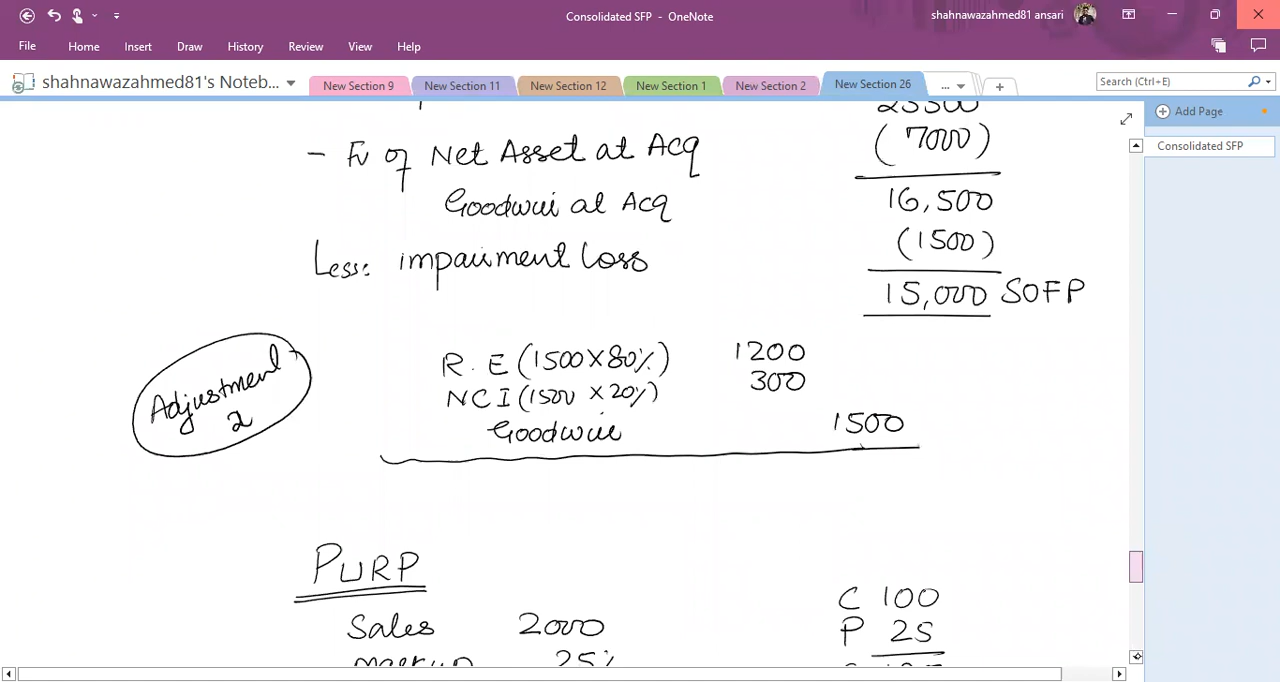 Consolidated SFP - OneNote
shahnawazahmed81 ansari
File Home Insert Draw History Review View Help
shahnawazahmed81's Noteb...
New Section 9 New Section 11 New Section 12 New Section 1 New Section 2 New Section 26 ...
Search (Ctrl+E)
Add Page
Consolidated SFP
23500
- Fv of Net Asset at Acq (7000)
Goodwill at Acq 16,500
Less: impairment Loss (1500)
15,000 SOFP
Adjustment 2
R.E (1500 X 80%) 1200
NCI (1500 X 20%) 300
Goodwill 1500
PURP
C 100
Sales 2000 P 25
markup 25%